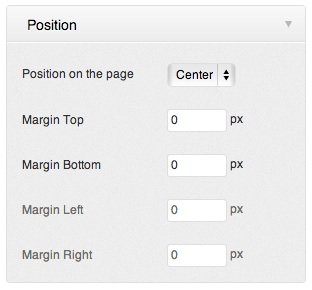 Position
Position on the page Center
Margin Top 0 px
Margin Bottom 0 px
Margin Left 0 px
Margin Right 0 px